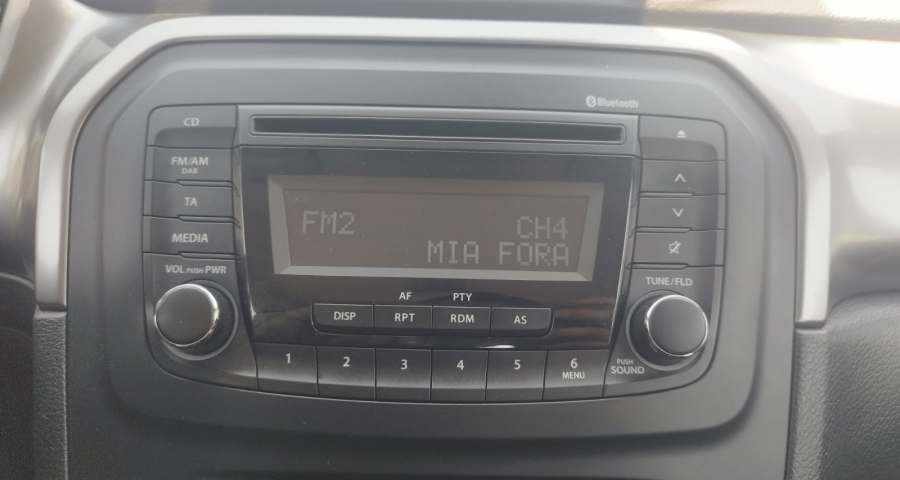 Bluetooth
CD
FM/AM
DAB
TA
MEDIA
VOL PUSH PWR
FM2
CH4
MIA FORA
TUNE/FLD
AF
PTY
DISP
RPT
RDM
AS
1
2
3
4
5
6
MENU
PUSH
SOUND